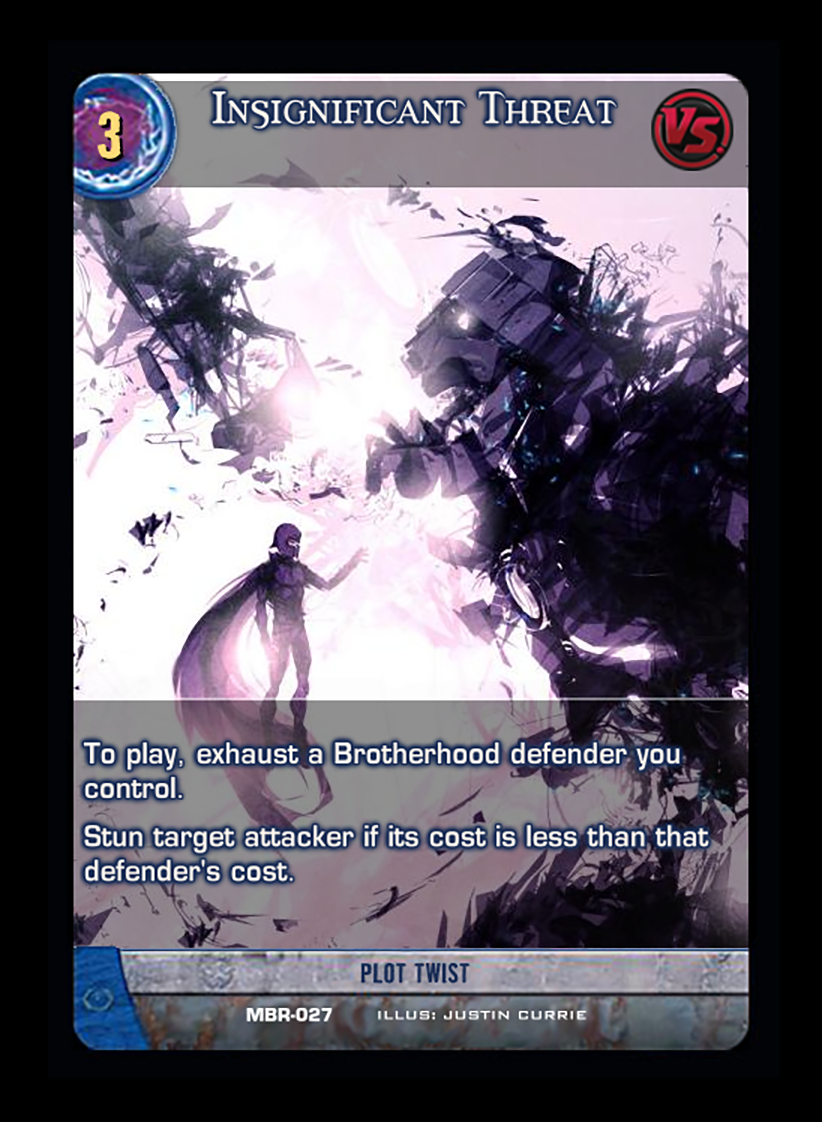 3
Insignificant Threat
VS.
To play, exhaust a Brotherhood defender you
control.
Stun target attacker if its cost is less than that
defender's cost.
PLOT TWIST
MBR-027 ILLUS: JUSTIN CURRIE